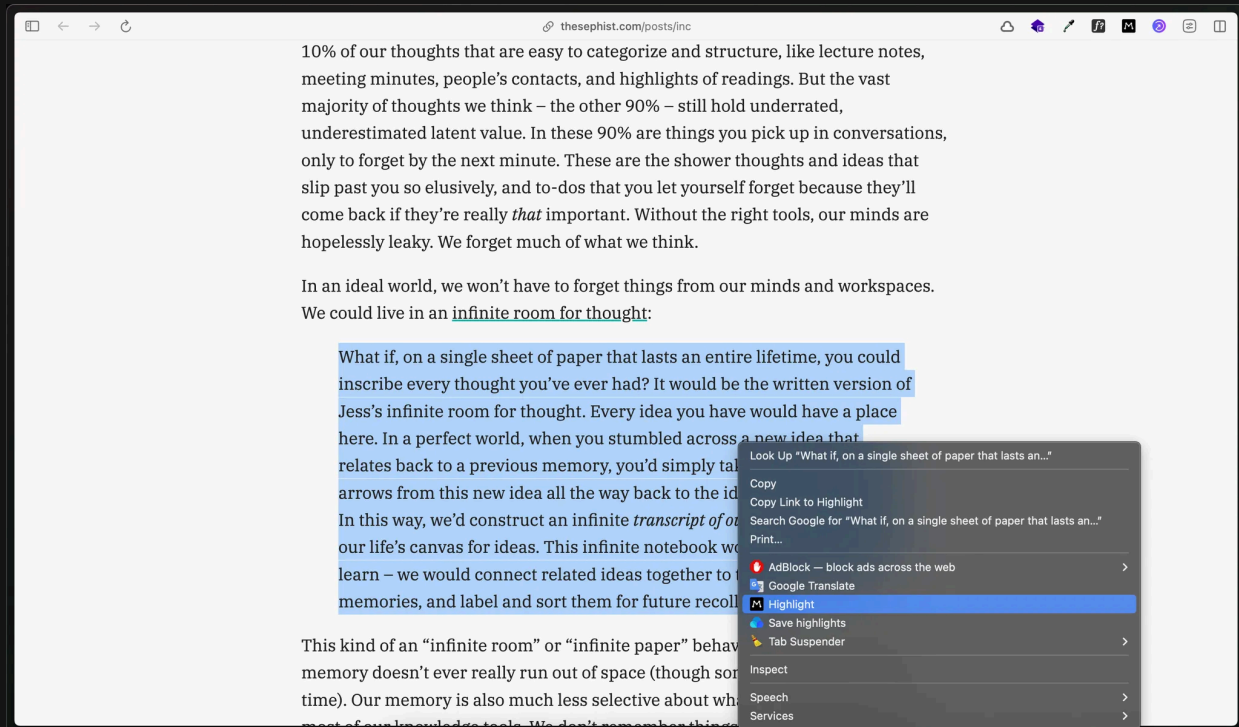 thesephist.com/posts/inc
10% of our thoughts that are easy to categorize and structure, like lecture notes,
meeting minutes, people’s contacts, and highlights of readings. But the vast
majority of thoughts we think – the other 90% – still hold underrated,
underestimated latent value. In these 90% are things you pick up in conversations,
only to forget by the next minute. These are the shower thoughts and ideas that
slip past you so elusively, and to-dos that you let yourself forget because they’ll
come back if they’re really that important. Without the right tools, our minds are
hopelessly leaky. We forget much of what we think.
In an ideal world, we won’t have to forget things from our minds and workspaces.
We could live in an infinite room for thought:
What if, on a single sheet of paper that lasts an entire lifetime, you could
inscribe every thought you’ve ever had? It would be the written version of
Jess’s infinite room for thought. Every idea you have would have a place
here. In a perfect world, when you stumbled across a new idea that
relates back to a previous memory, you’d simply
arrows from this new idea all the way back to the
In this way, we’d construct an infinite transcript of
our life’s canvas for ideas. This infinite notebook
learn – we would connect related ideas together to
memories, and label and sort them for future
This kind of an “infinite room” or “infinite paper”
memory doesn’t ever really run out of space (though
time). Our memory is also much less selective about
most of our knowledge tools. We don’t remember things
Look Up “What if, on a single sheet of paper that lasts an...”
Copy
Copy Link to Highlight
Search Google for “What if, on a single sheet of paper that lasts an...”
Print...
AdBlock — block ads across the web
Google Translate
Highlight
Save highlights
Tab Suspender
Inspect
Speech
Services